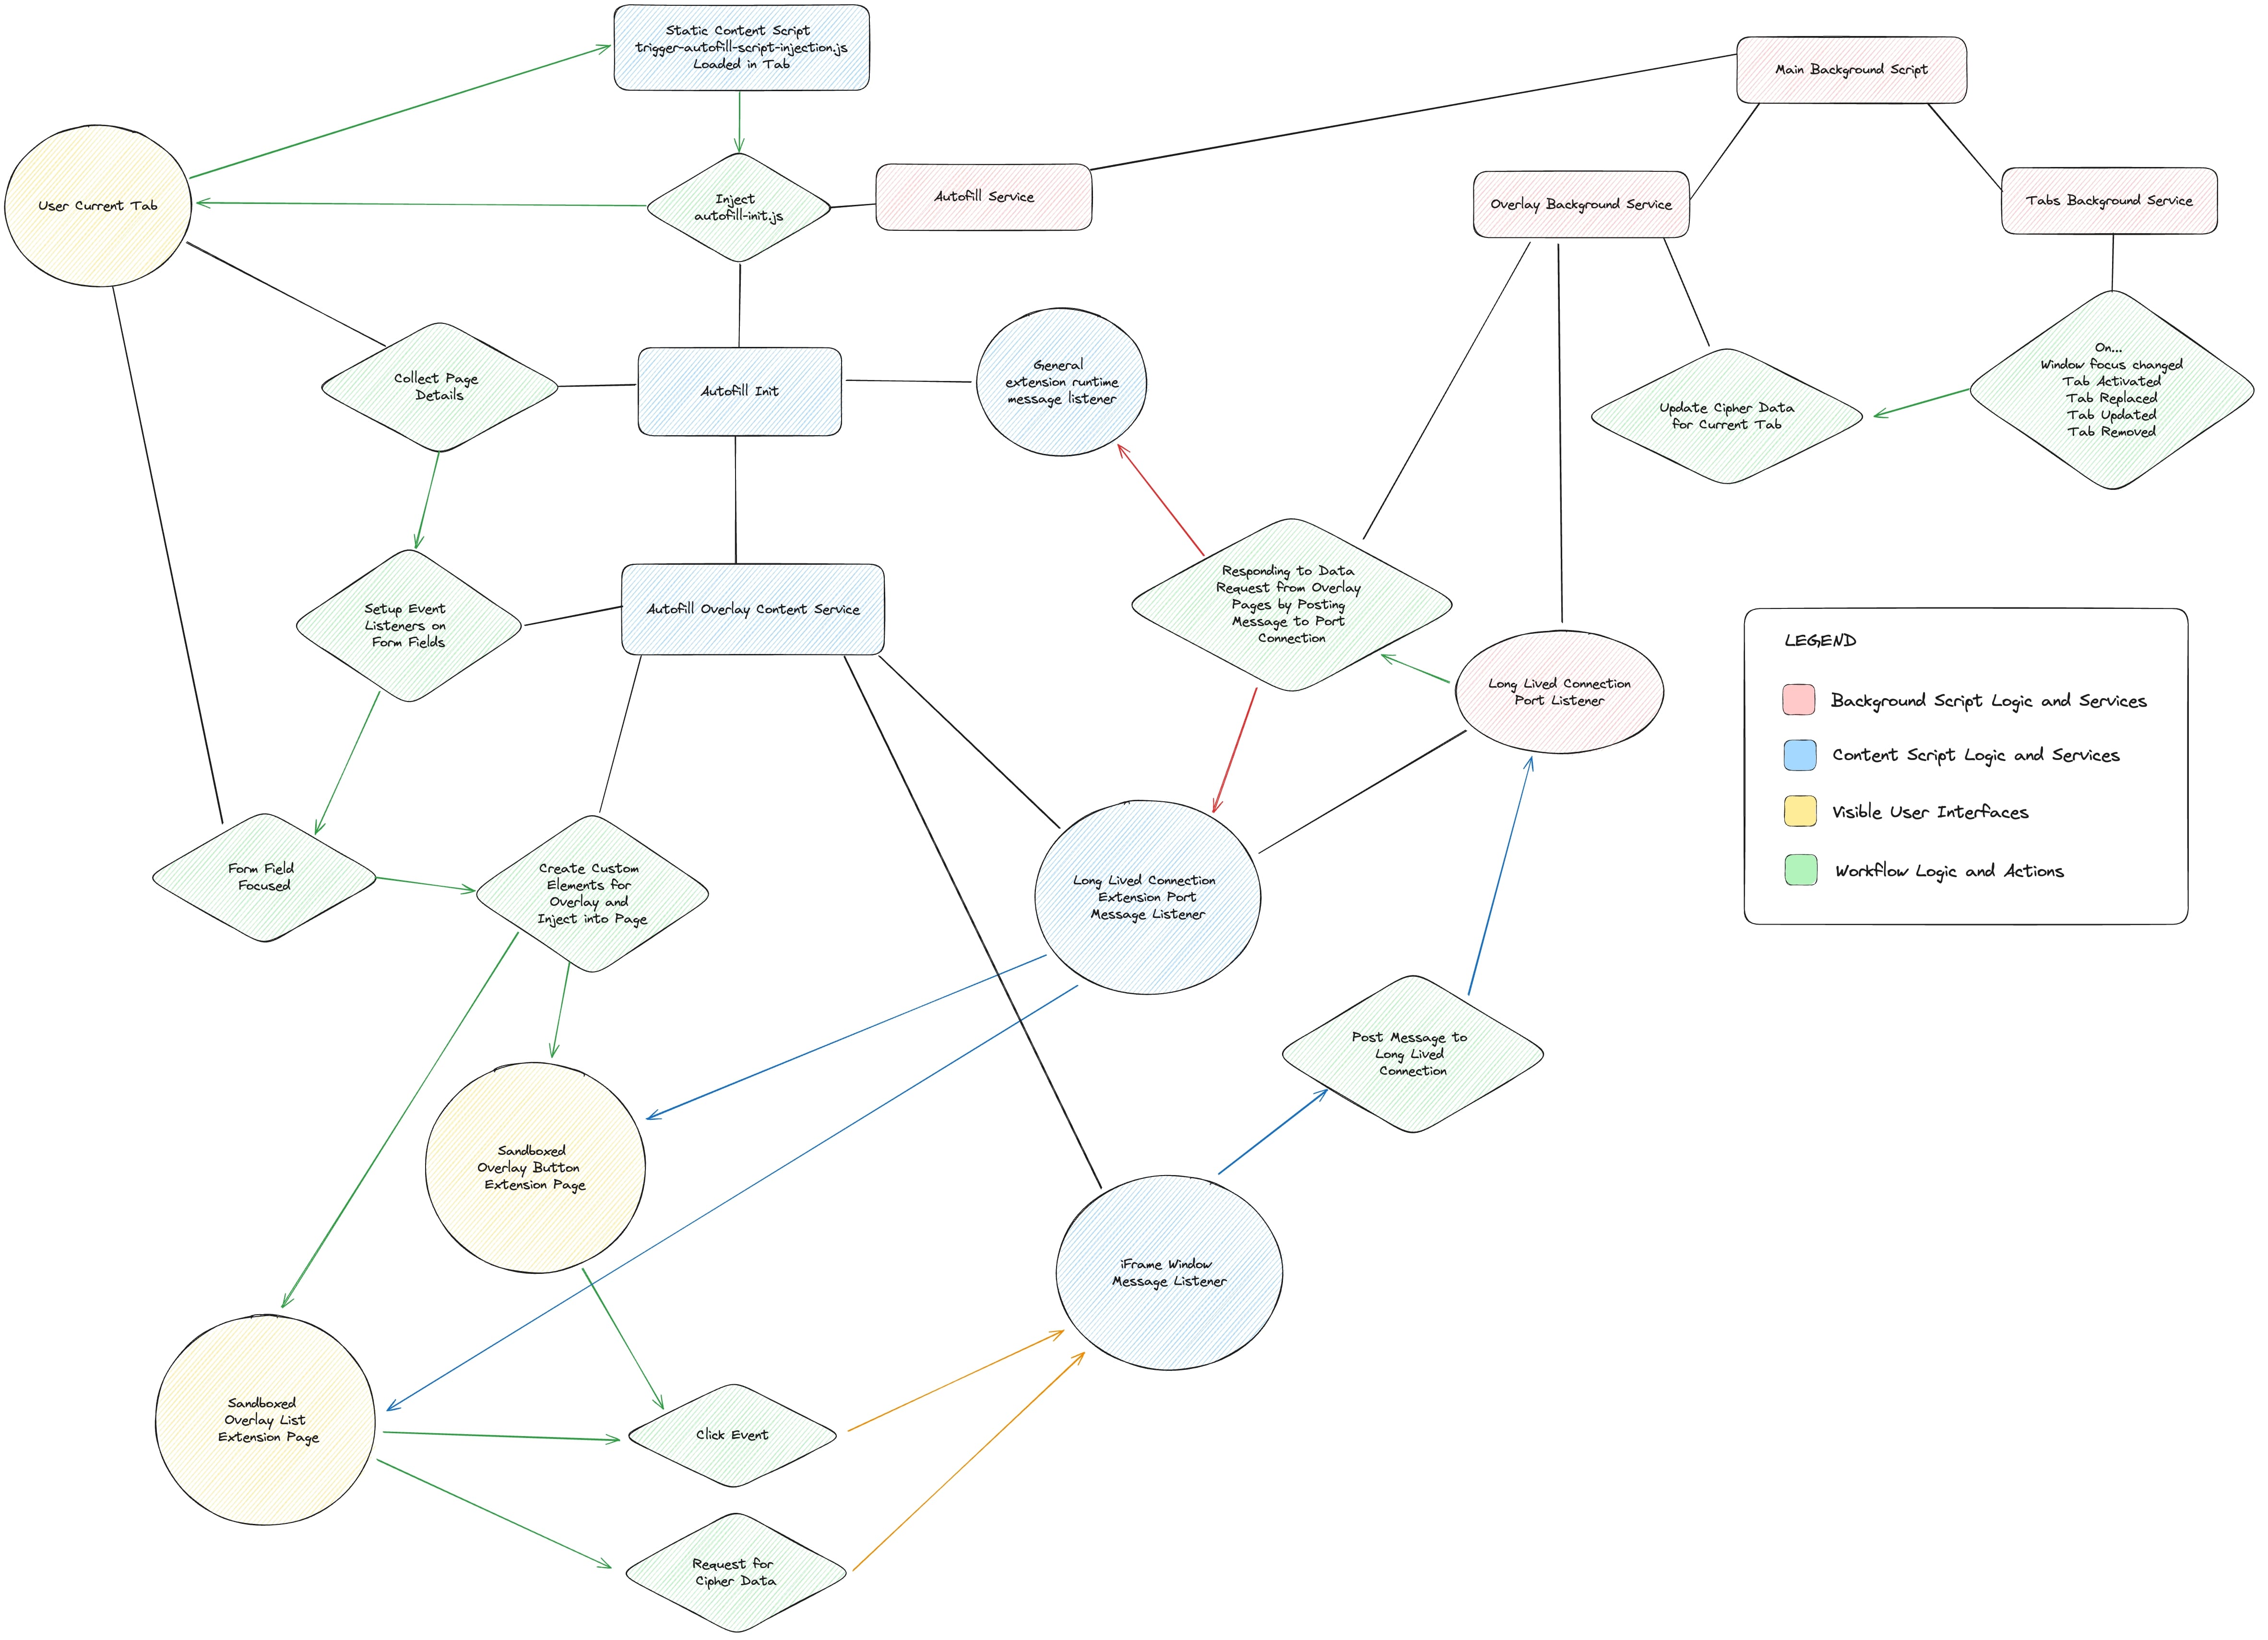 Static Content Script
trigger-autofill-script-injection.js
Loaded in Tab
Main Background Script
User Current Tab
Inject
autofill-init.js
Autofill Service
Overlay Background Service
Tabs Background Service
Collect Page
Details
Autofill Init
General
extension runtime
message listener
Update Cipher Data
for Current Tab
On...
Window focus changed
Tab Activated
Tab Replaced
Tab Updated
Tab Removed
Setup Event
Listeners on
Form Fields
Autofill Overlay Content Service
Responding to Data
Request from Overlay
Pages by Posting
Message to Port
Connection
Long Lived Connection
Port Listener
LEGEND
Background Script Logic and Services
Content Script Logic and Services
Visible User Interfaces
Workflow Logic and Actions
Form Field
Focused
Create Custom
Elements for
Overlay and
Inject into Page
Long Lived Connection
Extension Port
Message Listener
Post Message to
Long Lived
Connection
Sandboxed
Overlay Button
Extension Page
iFrame Window
Message Listener
Sandboxed
Overlay List
Extension Page
Click Event
Request for
Cipher Data